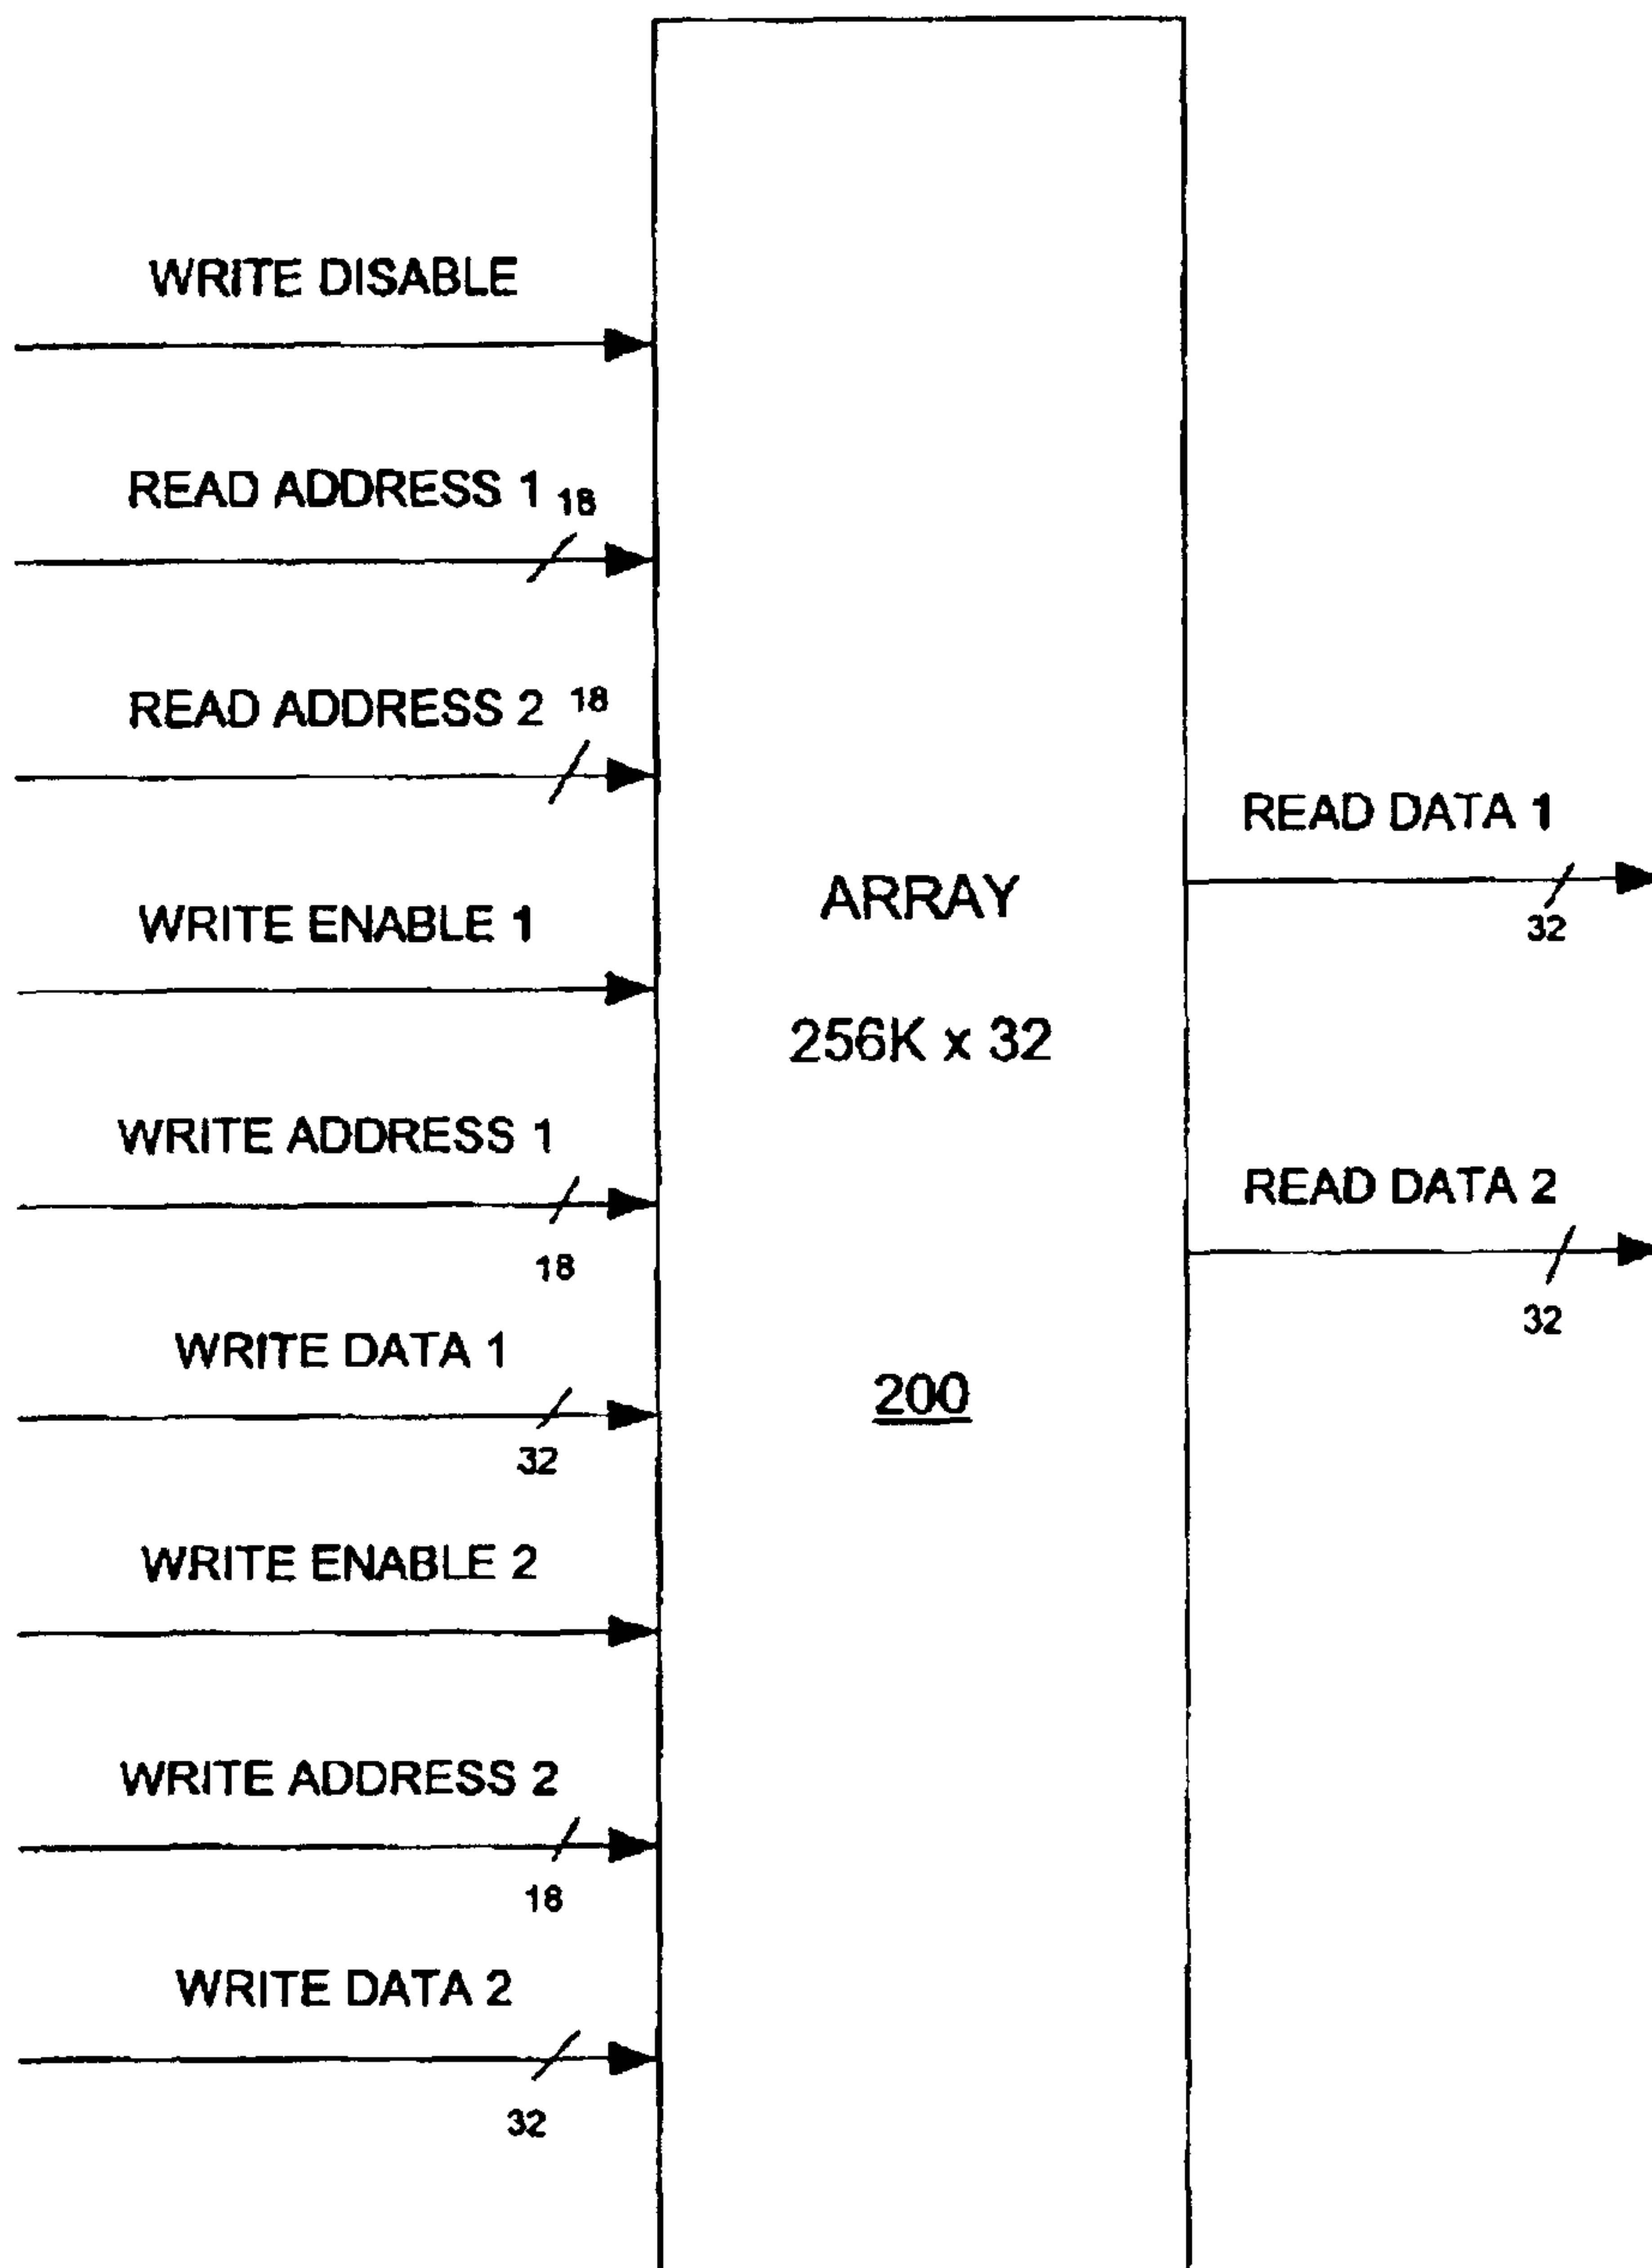 WRITE DISABLE
READ ADDRESS 1
18
READ ADDRESS 2
18
WRITE ENABLE 1
WRITE ADDRESS 1
18
WRITE DATA 1
32
WRITE ENABLE 2
WRITE ADDRESS 2
18
WRITE DATA 2
32
ARRAY
256K x 32
200
READ DATA 1
32
READ DATA 2
32